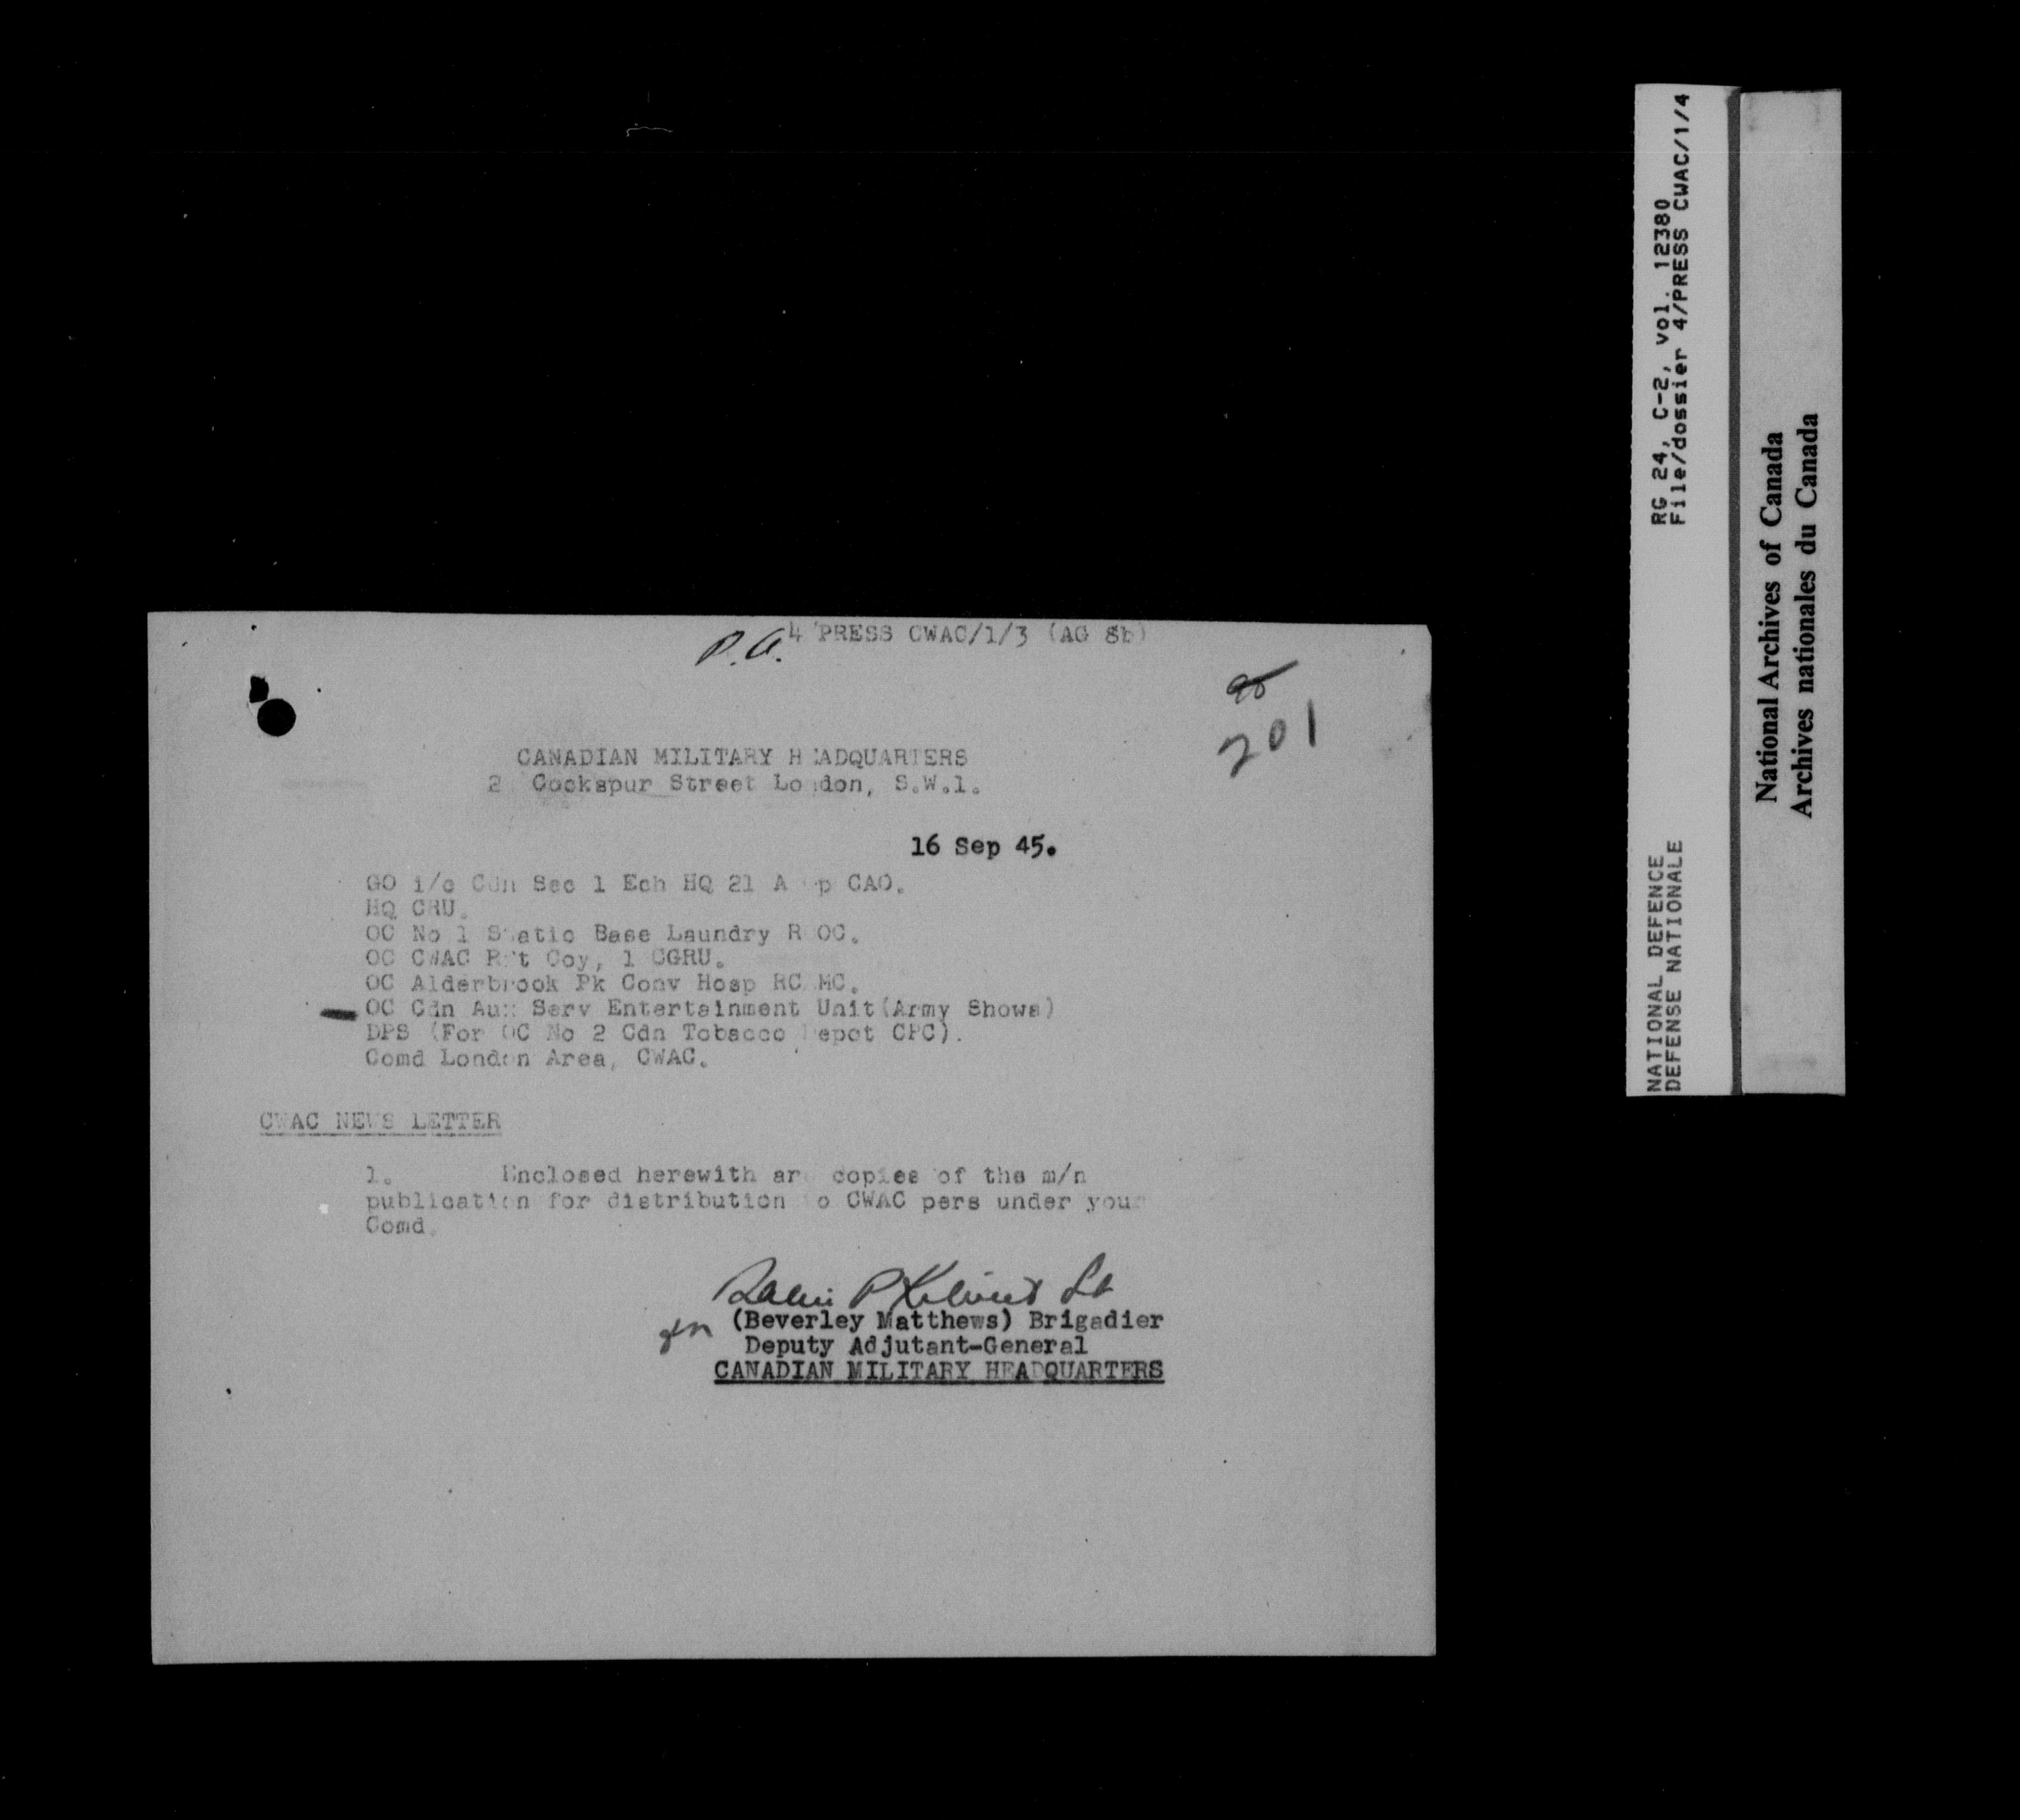 P.A. 4/PRESS CWAC/1/3 (AG 8b)
201
CANADIAN MILITARY HEADQUARTERS
2 Cockspur Street London, S.W.1.
16 Sep 45.
GO i/c Cdn Sec 1 Ech HQ 21 A Gp CAO.
HQ CRU.
OC No 1 Static Base Laundry RCOC.
OC CWAC Rft Coy, 1 CGRU.
OC Alderbrook Pk Conv Hosp RCAMC.
OC Cdn Aux Serv Entertainment Unit(Army Shows)
DPS (For OC No 2 Cdn Tobacco Depot CPC).
Comd London Area, CWAC.
CWAC NEWS LETTER
1. Enclosed herewith are copies of the m/n
publication for distribution to CWAC pers under your
Comd.
for (Beverley Matthews) Brigadier
Deputy Adjutant-General
CANADIAN MILITARY HEADQUARTERS
NATIONAL DEFENCE RG 24, C-2, vol. 12380
DEFENSE NATIONALE File/dossier 4/PRESS CWAC/1/4
National Archives of Canada
Archives nationales du Canada